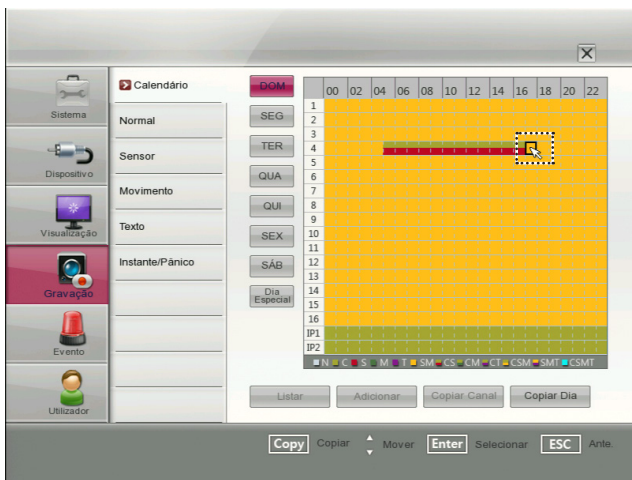 Sistema
Dispositivo
Visualização
Gravação
Evento
Utilizador
Calendário
Normal
Sensor
Movimento
Texto
Instante/Pânico
DOM
SEG
TER
QUA
QUI
SEX
SÁB
Dia
Especial
00 02 04 06 08 10 12 14 16 18 20 22
1
2
3
4
5
6
7
8
9
10
11
12
13
14
15
16
IP1
IP2
N C S M T SM CS CM CT CSM SMT CSMT
Listar Adicionar Copiar Canal Copiar Dia
Copy Copiar Mover Enter Selecionar ESC Ante.